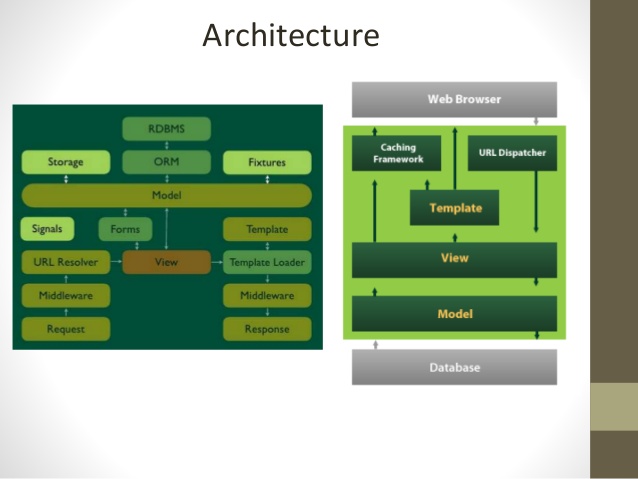 Architecture
RDBMS
Storage
ORM
Fixtures
Model
Signals
Forms
Template
URL Resolver
View
Template Loader
Middleware
Middleware
Request
Response
Web Browser
Caching
Framework
URL Dispatcher
Template
View
Model
Database